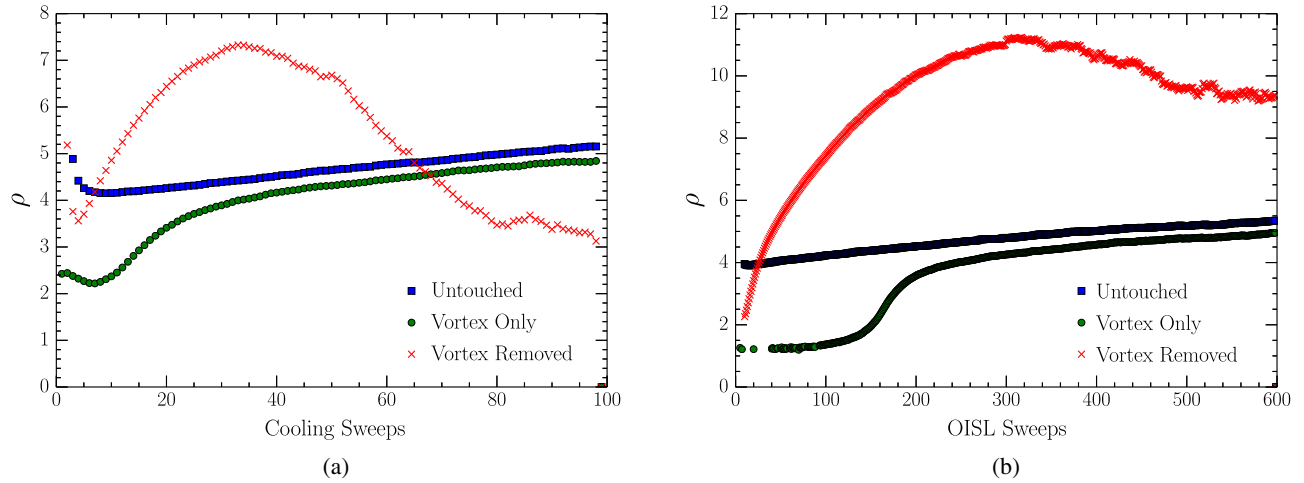 8
7
6
5
4
3
2
1
0
ρ
0 20 40 60 80 100
Cooling Sweeps
Untouched
Vortex Only
Vortex Removed
(a)
12
10
8
6
4
2
0
ρ
0 100 200 300 400 500 600
OISL Sweeps
Untouched
Vortex Only
Vortex Removed
(b)